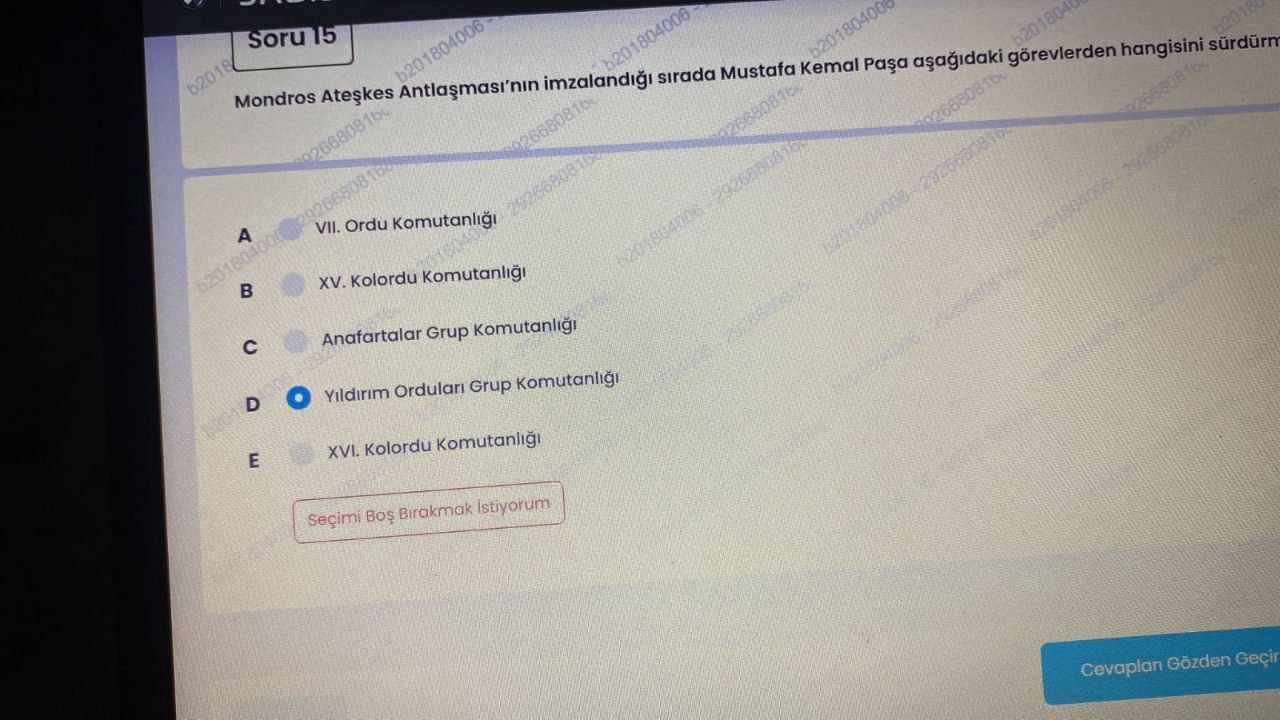 Soru 15
Mondros Ateşkes Antlaşması'nın imzalandığı sırada Mustafa Kemal Paşa aşağıdaki görevlerden hangisini
A VII. Ordu Komutanlığı
B XV. Kolordu Komutanlığı
C Anafartalar Grup Komutanlığı
D Yıldırım Orduları Grup Komutanlığı
E XVI. Kolordu Komutanlığı
Seçimi Boş Bırakmak İstiyorum
Cevapları Gözden Geçir